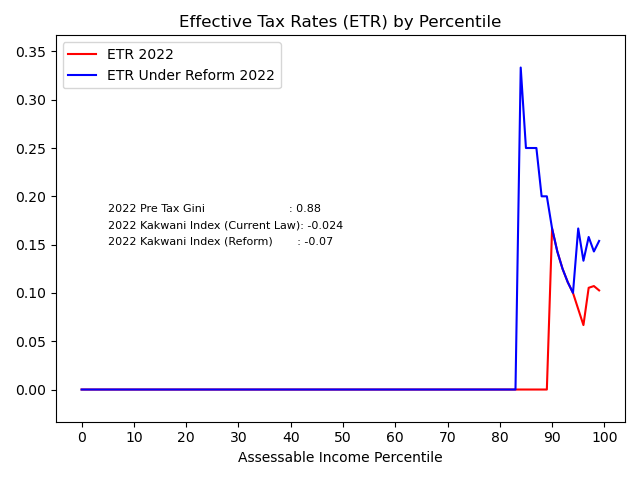 Effective Tax Rates (ETR) by Percentile
ETR 2022
ETR Under Reform 2022
0.35
0.30
0.25
0.20
0.15
0.10
0.05
0.00
2022 Pre Tax Gini : 0.88
2022 Kakwani Index (Current Law): -0.024
2022 Kakwani Index (Reform) : -0.07
0 10 20 30 40 50 60 70 80 90 100
Assessable Income Percentile